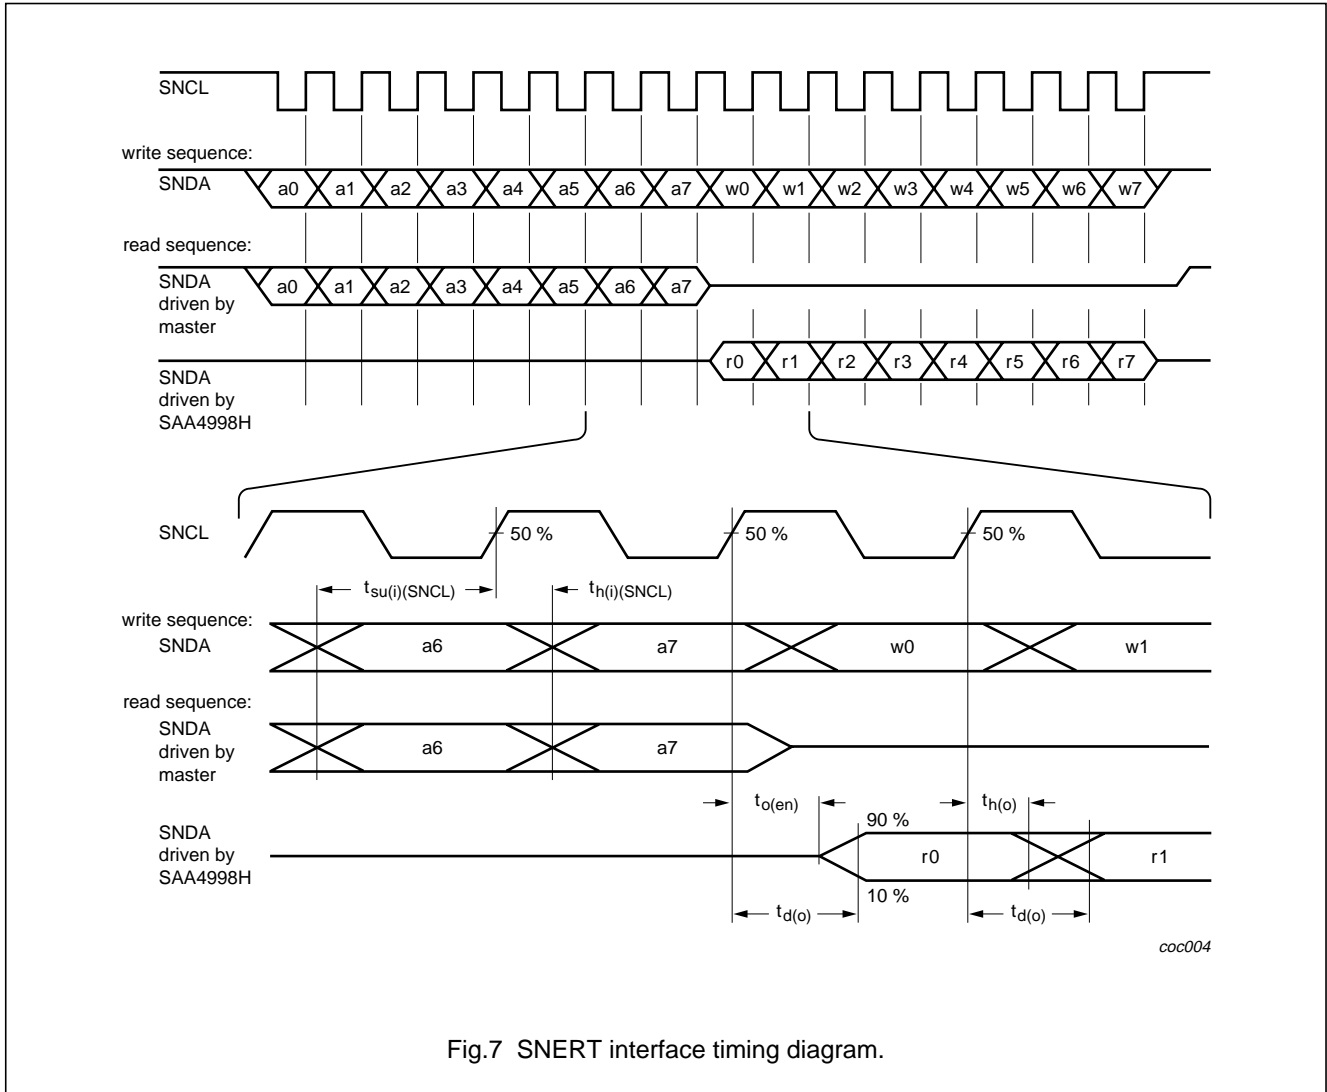 SNCL
write sequence:
SNDA
a0 a1 a2 a3 a4 a5 a6 a7 w0 w1 w2 w3 w4 w5 w6 w7
read sequence:
SNDA
driven by
master
a0 a1 a2 a3 a4 a5 a6 a7
SNDA
driven by
SAA4998H
r0 r1 r2 r3 r4 r5 r6 r7
SNCL
50 % 50 % 50 %
tsu(i)(SNCL) th(i)(SNCL)
write sequence:
SNDA
a6 a7 w0 w1
read sequence:
SNDA
driven by
master
a6 a7
to(en) th(o)
SNDA
driven by
SAA4998H
90 %
r0 r1
10 %
td(o) td(o)
coc004
Fig.7 SNERT interface timing diagram.